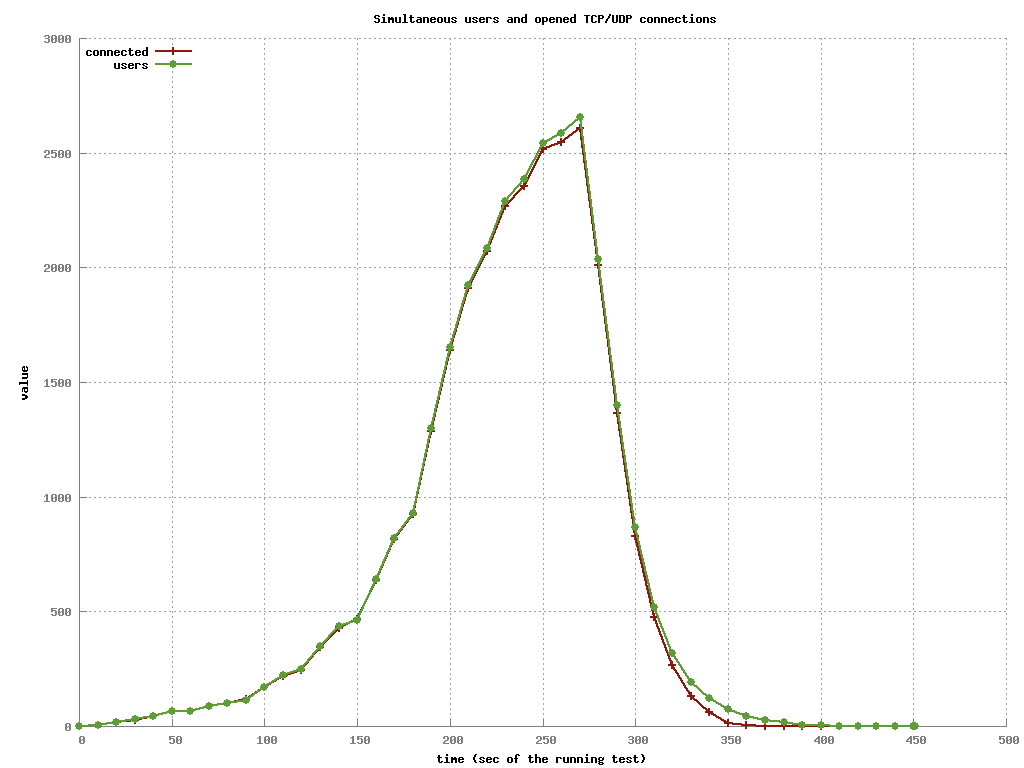 Simultaneous users and opened TCP/UDP connections
3000
connected
users
2500
2000
1500
value
1000
500
0
0 50 100 150 200 250 300 350 400 450 500
time (sec of the running test)